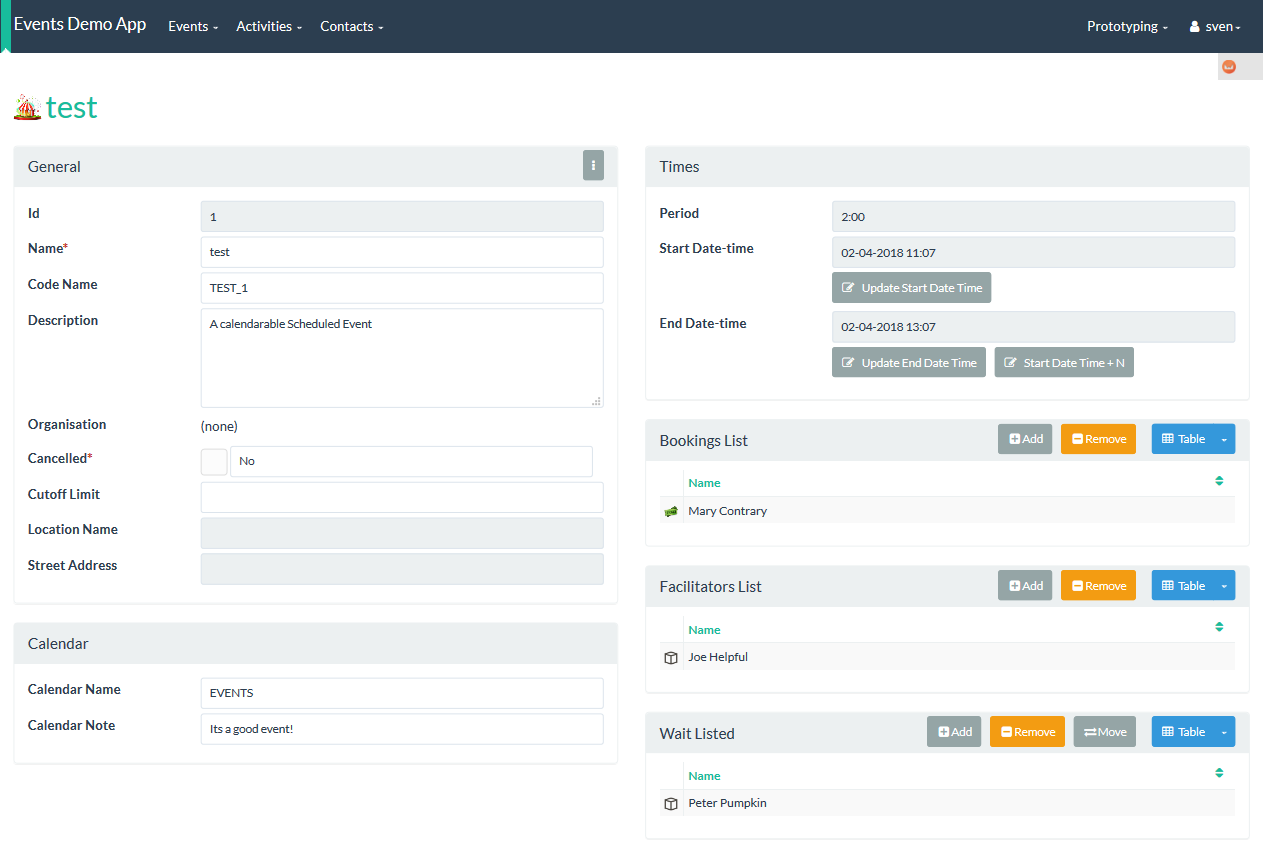 Events Demo App Events Activities Contacts Prototyping sven
test
General
Id 1
Name* test
Code Name TEST_1
Description A calendarable Scheduled Event
Organisation (none)
Cancelled* No
Cutoff Limit
Location Name
Street Address
Calendar
Calendar Name EVENTS
Calendar Note Its a good event!
Times
Period 2:00
Start Date-time 02-04-2018 11:07
Update Start Date Time
End Date-time 02-04-2018 13:07
Update End Date Time Start Date Time + N
Bookings List Add Remove Table
Name
Mary Contrary
Facilitators List Add Remove Table
Name
Joe Helpful
Wait Listed Add Remove Move Table
Name
Peter Pumpkin